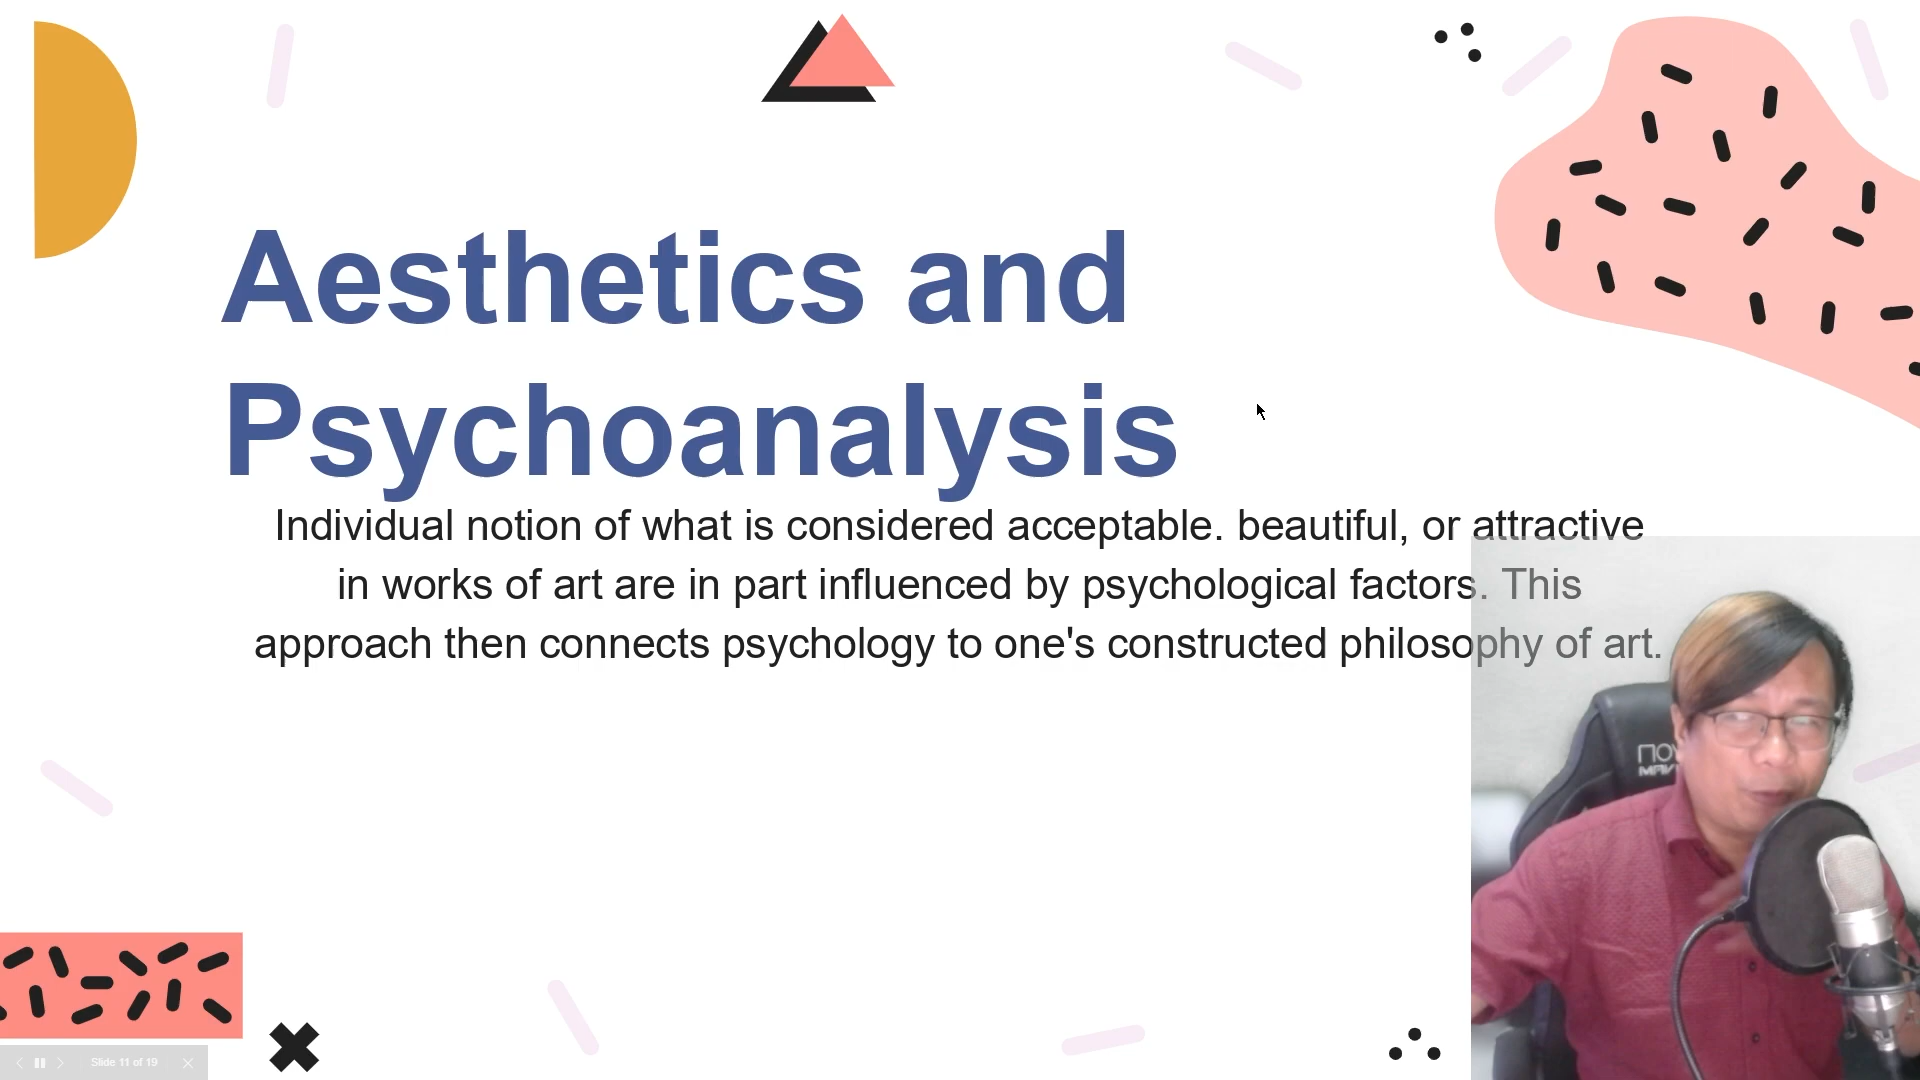 Aesthetics and
Psychoanalysis
Individual notion of what is considered acceptable. beautiful, or attractive
in works of art are in part influenced by psychological factors. This
approach then connects psychology to one's constructed philosophy of art.
Slide 11 of 19